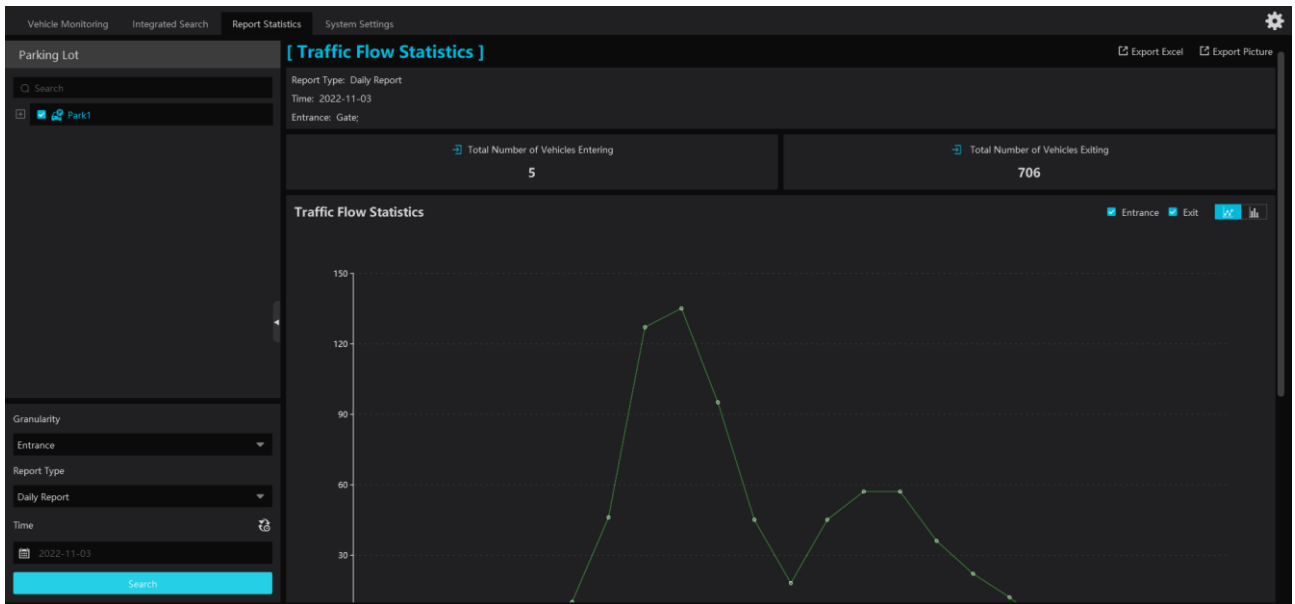 Vehicle Monitoring Integrated Search Report Statistics System Settings
Parking Lot
Search
Park1
Granularity
Entrance
Report Type
Daily Report
Time
2022-11-03
Search
[ Traffic Flow Statistics ]
Export Excel Export Picture
Report Type: Daily Report
Time: 2022-11-03
Entrance: Gate;
Total Number of Vehicles Entering
5
Total Number of Vehicles Exiting
706
Traffic Flow Statistics
Entrance Exit
150
120
90
60
30